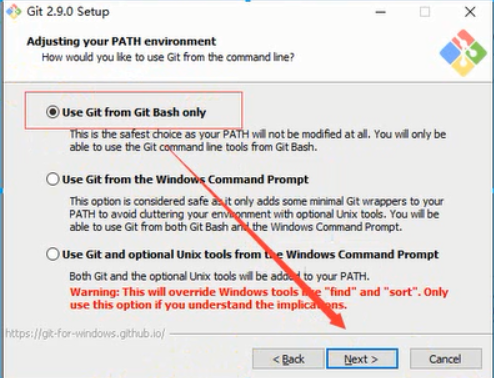 Git 2.9.0 Setup
Adjusting your PATH environment
How would you like to use Git from the command line?
Use Git from Git Bash only
This is the safest choice as your PATH will not be modified at all. You will only be
able to use the Git command line tools from Git Bash.
Use Git from the Windows Command Prompt
This option is considered safe as it only adds some minimal Git wrappers to your
PATH to avoid cluttering your environment with optional Unix tools. You will be
able to use Git from both Git Bash and the Windows Command Prompt.
Use Git and optional Unix tools from the Windows Command Prompt
Both Git and the optional Unix tools will be added to your PATH.
Warning: This will override Windows tools like "find" and "sort". Only
use this option if you understand the implications.
https://git-for-windows.github.io/
< Back Next > Cancel